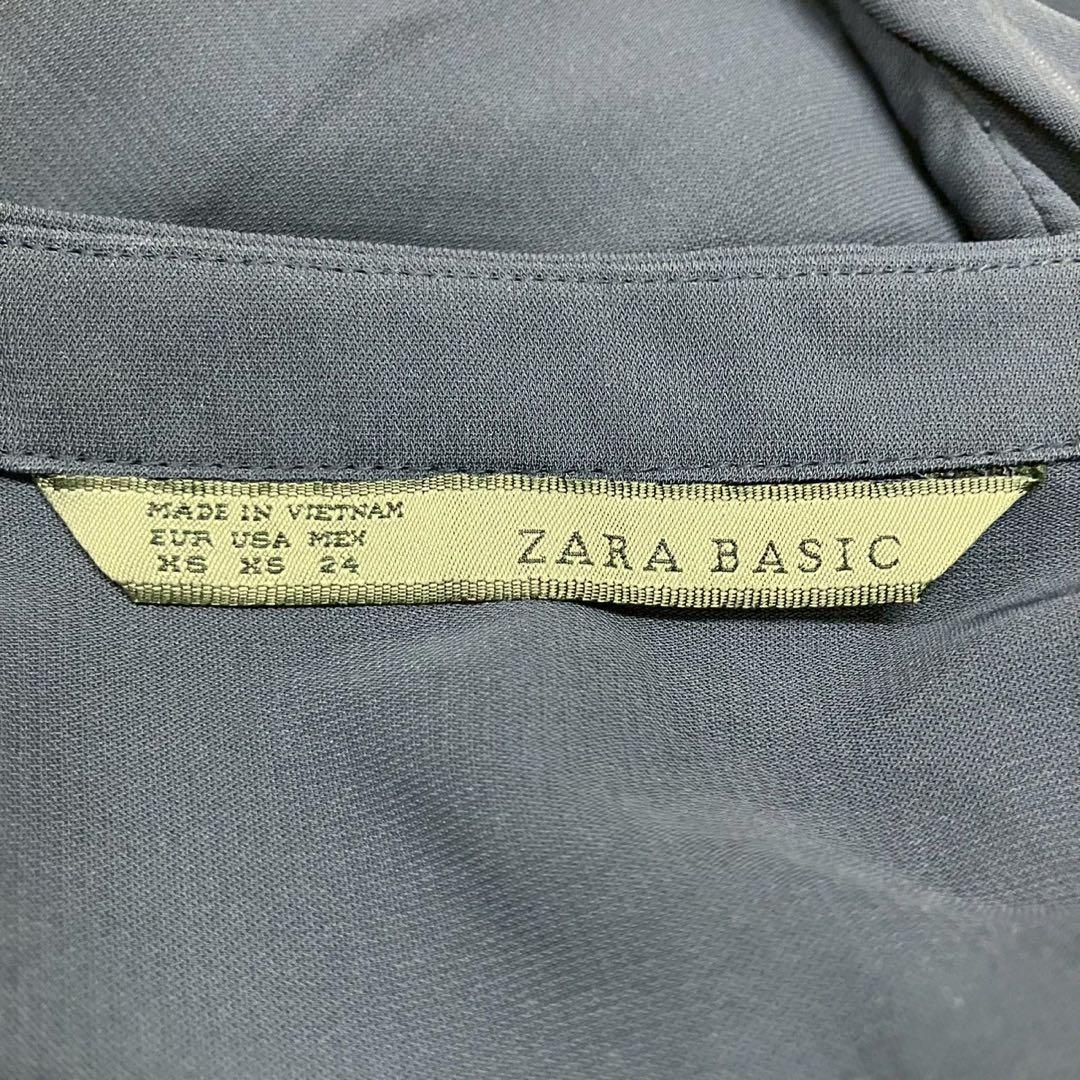 MADE IN VIETNAM
EUR USA MEX
XS XS 24
ZARA BASIC